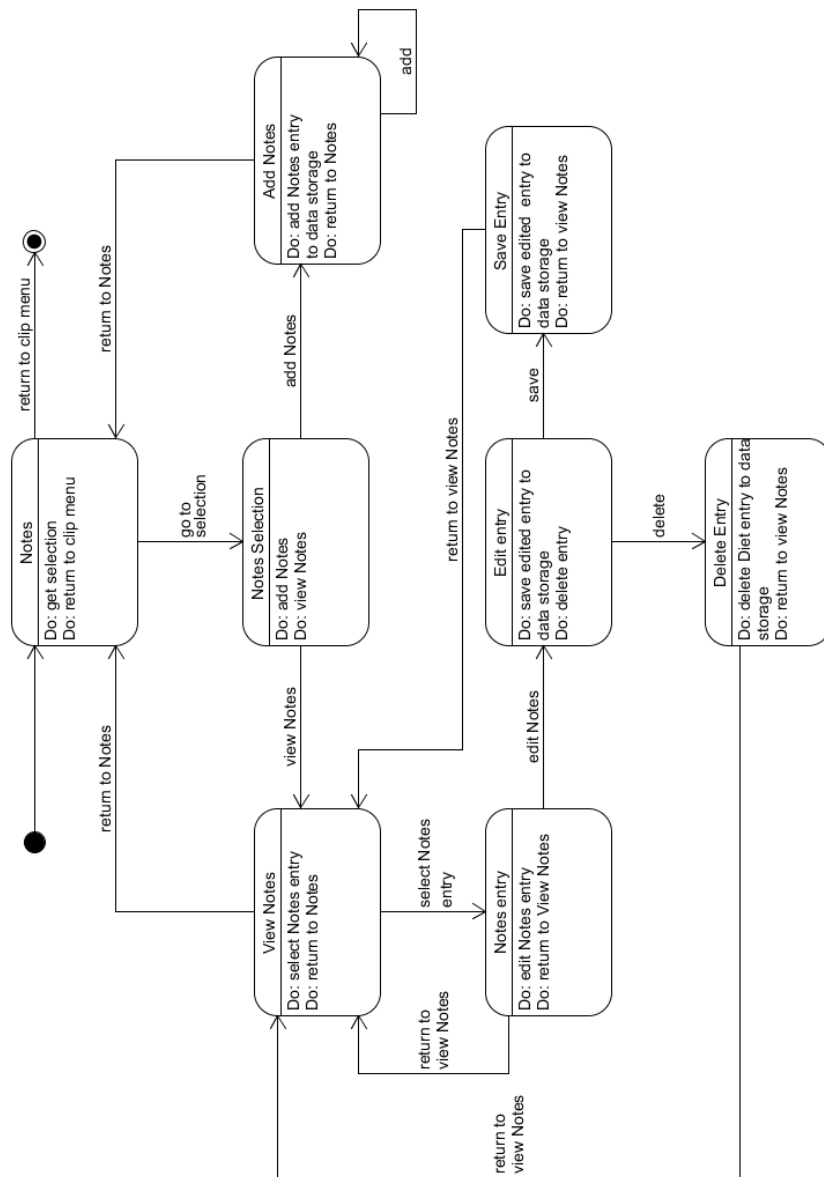 return to clip menu
Notes
Do: get selection
Do: return to clip menu
return to Notes
return to Notes
go to
selection
Notes Selection
Do: add Notes
Do: view Notes
view Notes
add Notes
View Notes
Do: select Notes entry
Do: return to Notes
Add Notes
Do: add Notes entry
to data storage
Do: return to Notes
add
select Notes
entry
return to
view Notes
return to view Notes
Notes entry
Do: edit Notes entry
Do: return to View Notes
edit Notes
Edit entry
Do: save edited entry to
data storage
Do: delete entry
save
Save Entry
Do: save edited  entry to
data storage
Do: return to view Notes
return to
view Notes
delete
Delete Entry
Do: delete Diet entry to data
storage
Do: return to view Notes